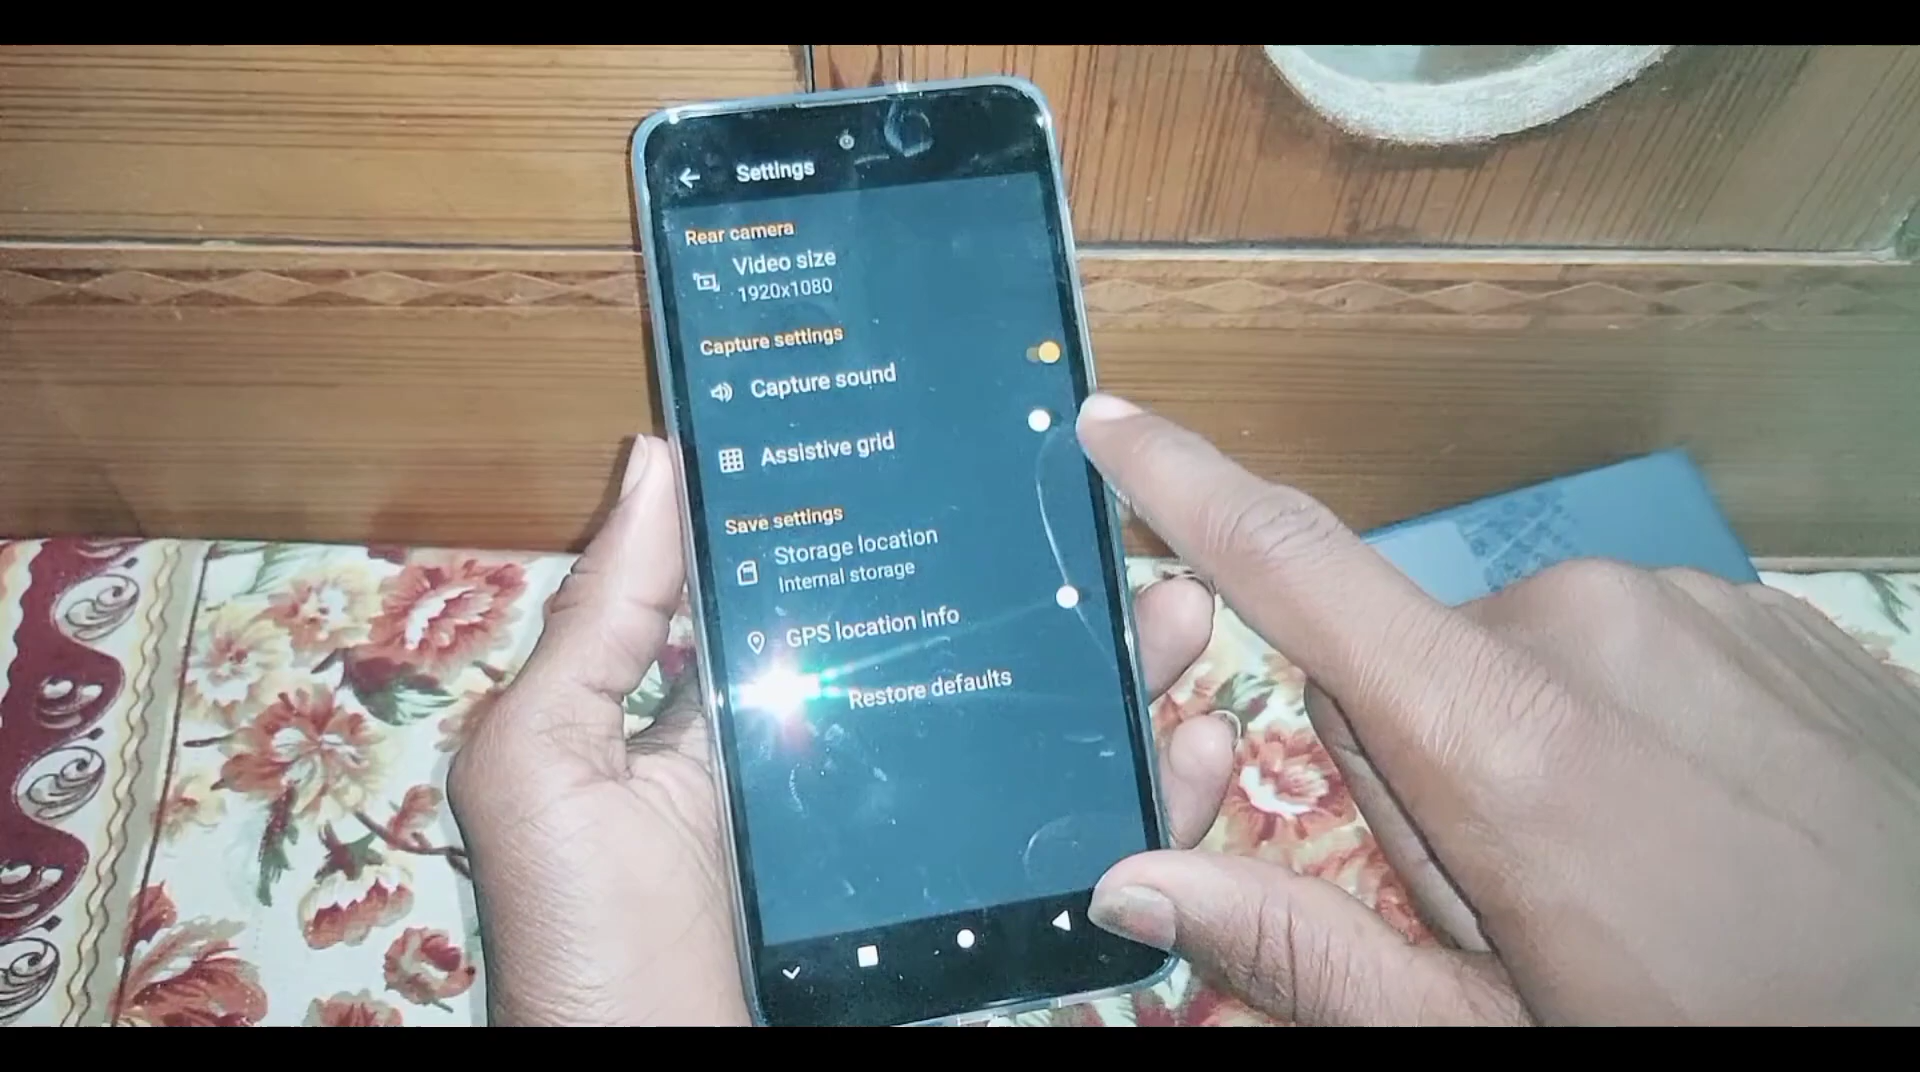 Settings
Rear camera
Video size
1920x1080
Capture settings
Capture sound
Assistive grid
Save settings
Storage location
Internal storage
GPS location info
Restore defaults